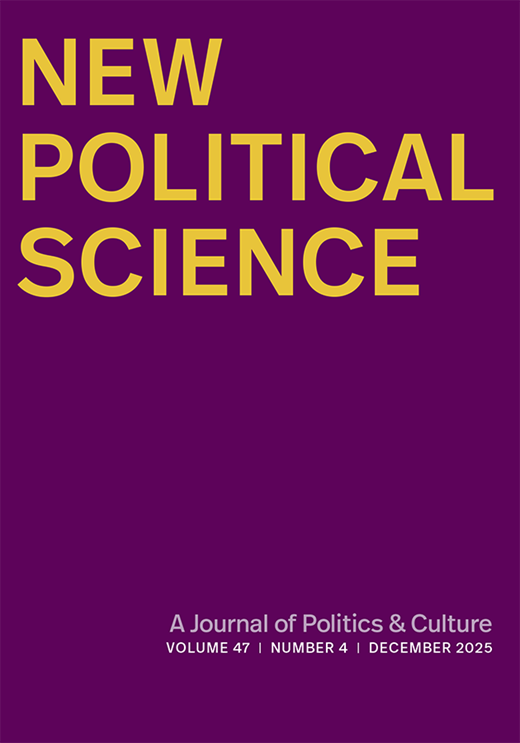 NEW
POLITICAL
SCIENCE
A Journal of Politics & Culture
VOLUME 47 | NUMBER 4 | DECEMBER 2025